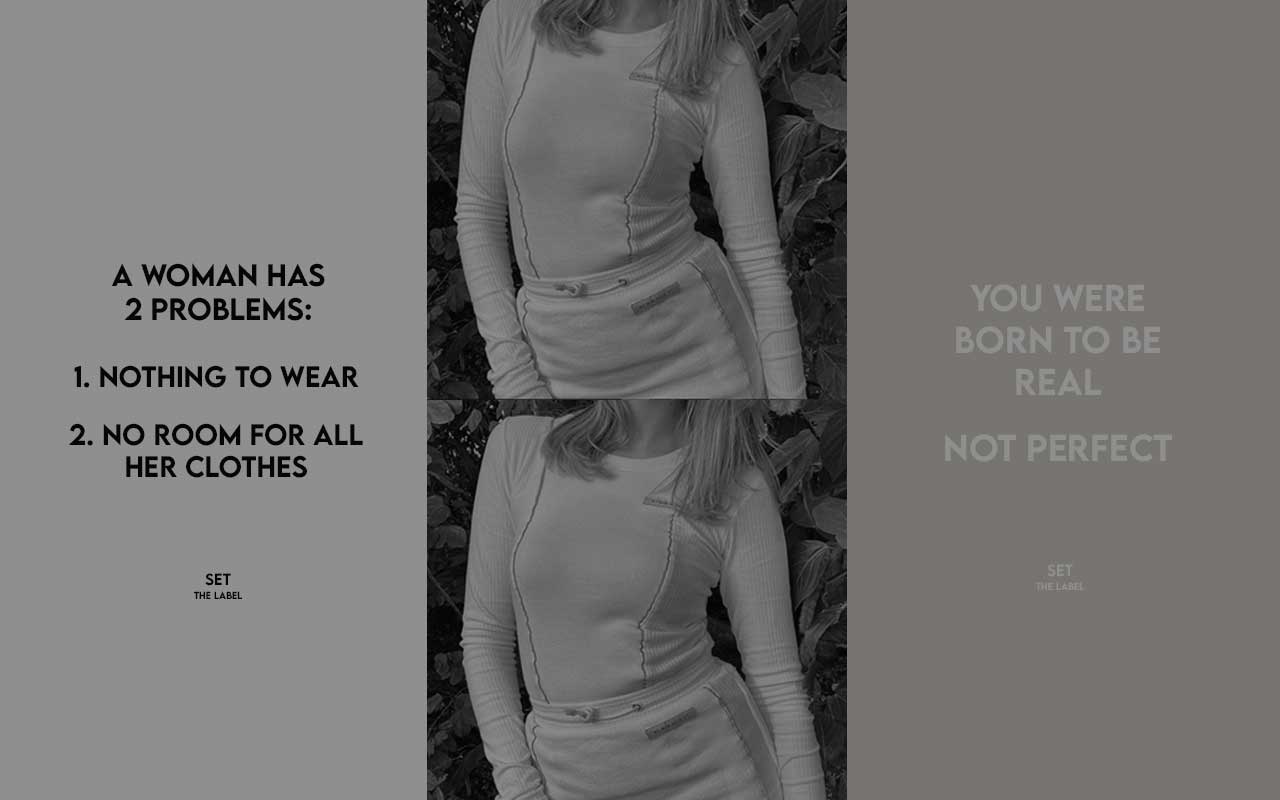 A WOMAN HAS
2 PROBLEMS:
1. NOTHING TO WEAR
2. NO ROOM FOR ALL
HER CLOTHES
SET
THE LABEL
YOU WERE
BORN TO BE
REAL
NOT PERFECT
SET
THE LABEL